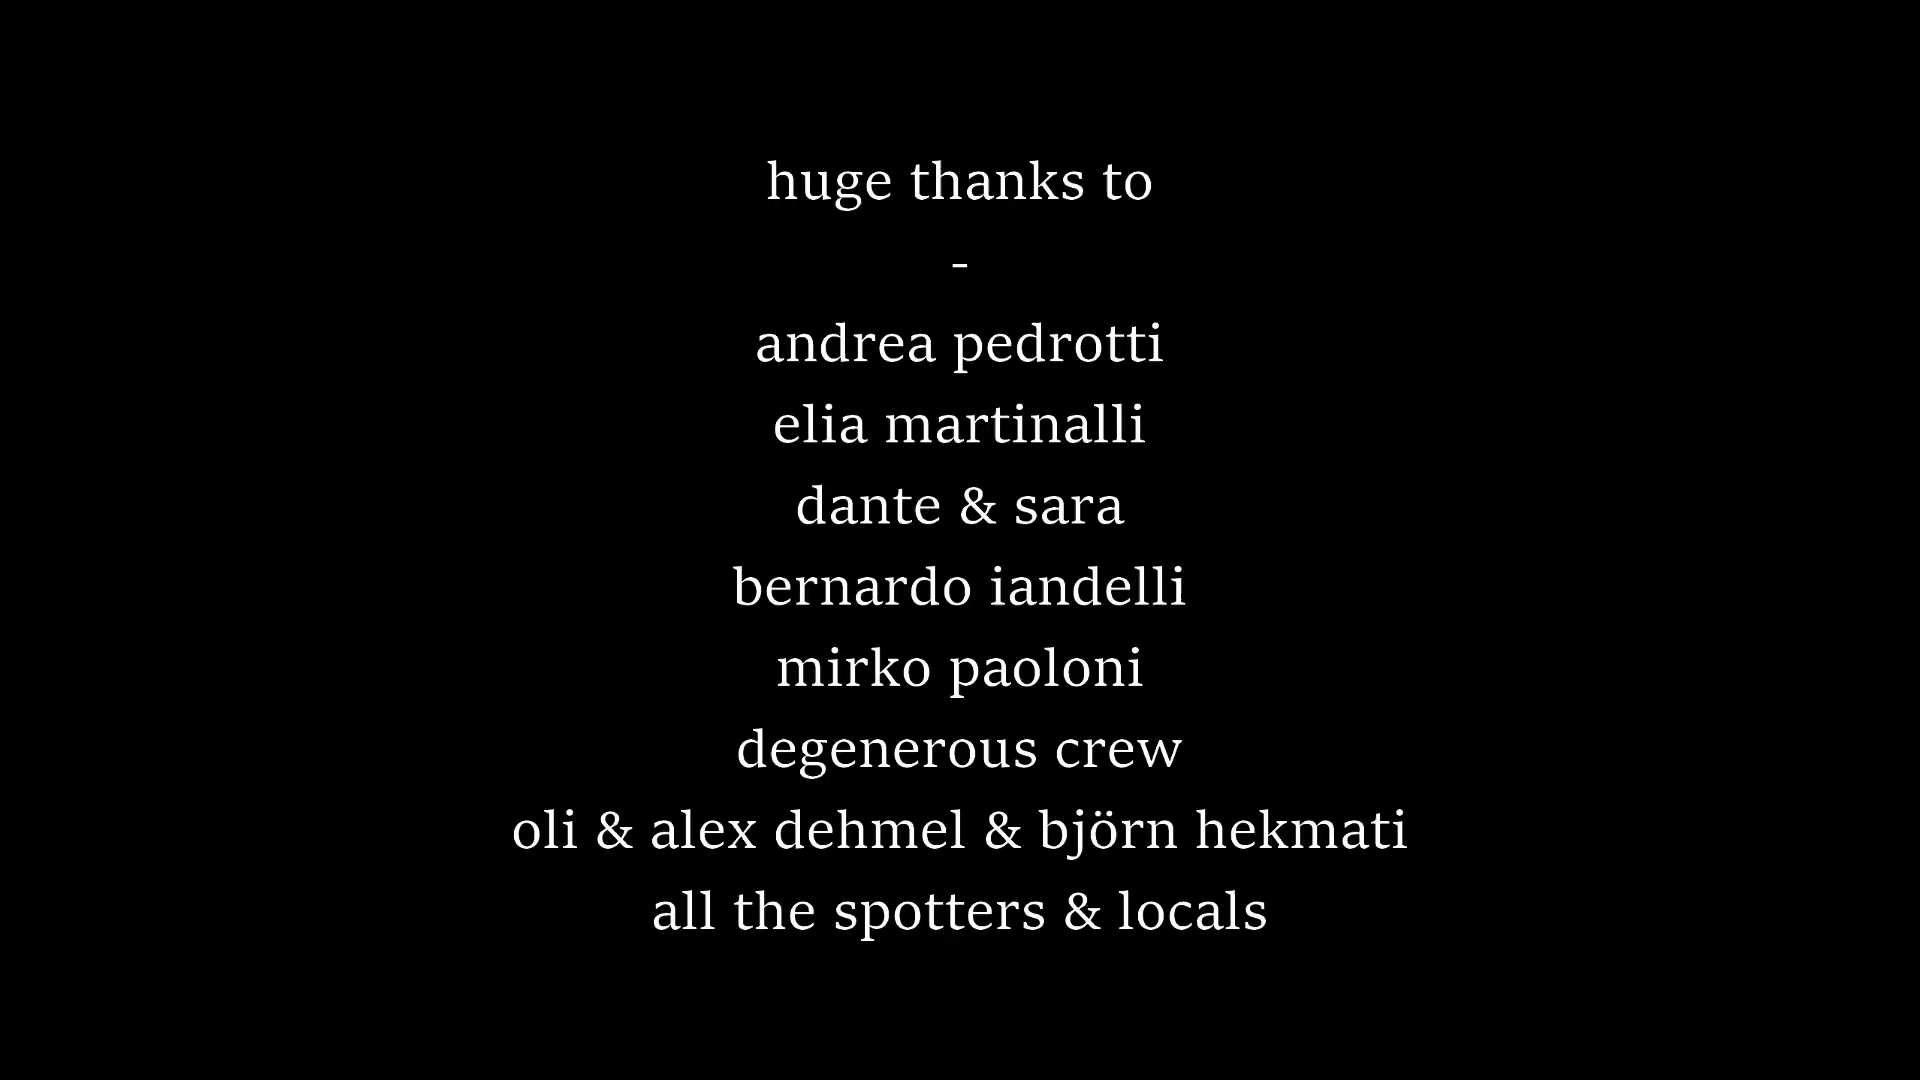 huge thanks to
-
andrea pedrotti
elia martinalli
dante & sara
bernardo iandelli
mirko paoloni
degenerous crew
oli & alex dehmel & björn hekmati
all the spotters & locals